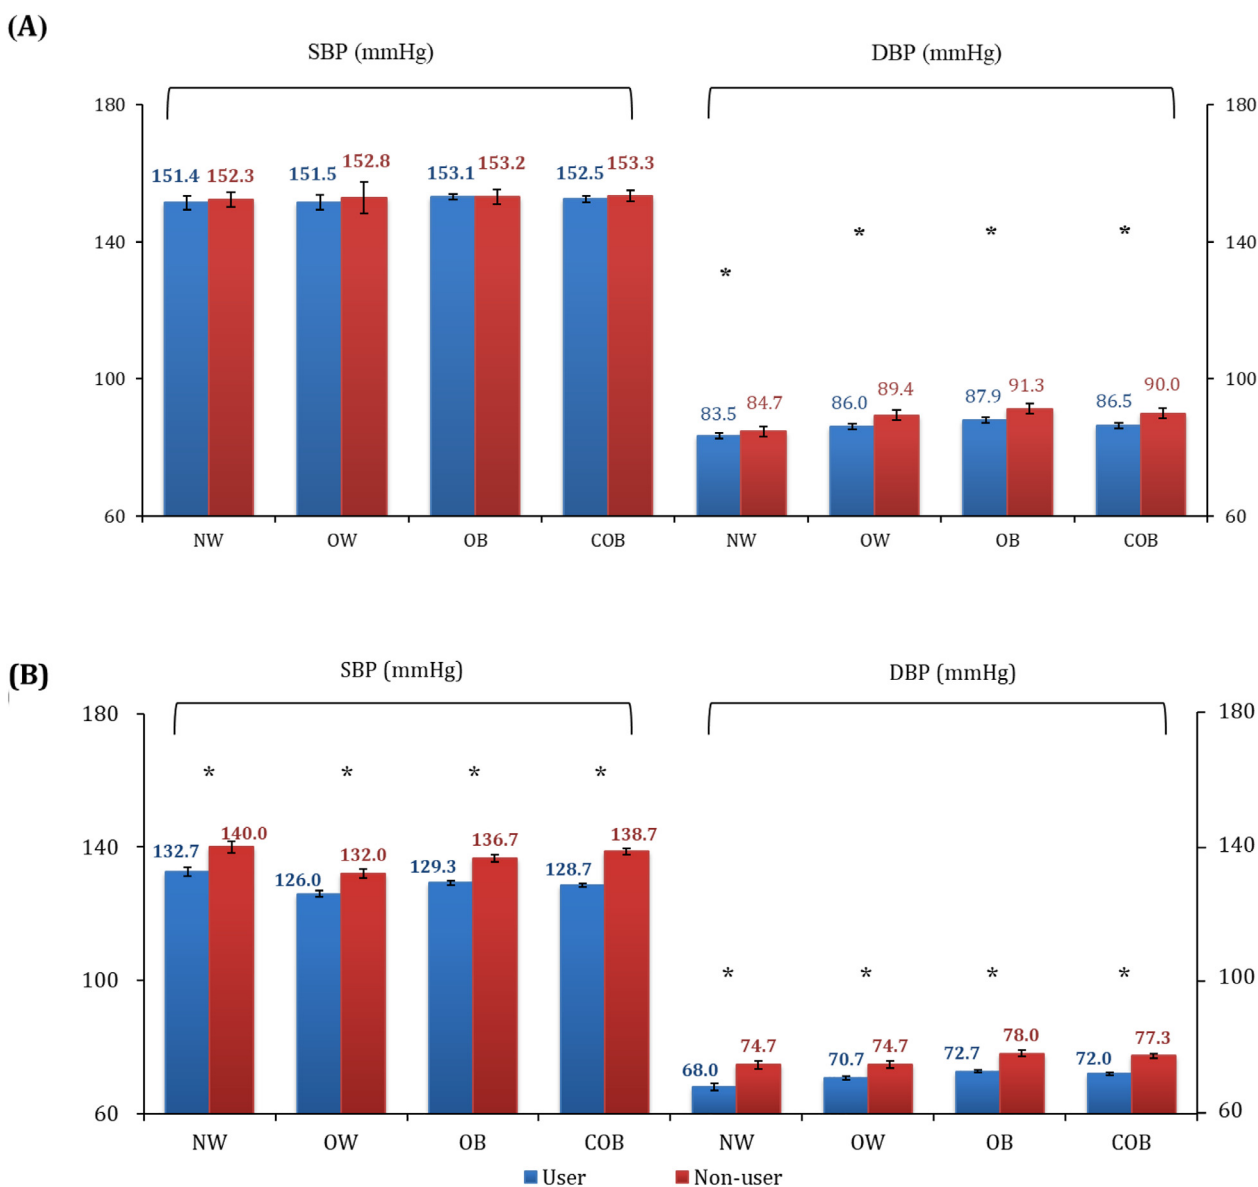 (A)
SBP (mmHg) DBP (mmHg)
180 180
151.4 152.3 151.5 152.8 153.1 153.2 152.5 153.3
140 * * * 140
*
100 83.5 84.7 86.0 89.4 87.9 91.3 86.5 90.0 100
60 60
NW OW OB COB NW OW OB COB
(B)
SBP (mmHg) DBP (mmHg)
180 180
* * * *
132.7 140.0 126.0 132.0 129.3 136.7 128.7 138.7
140 140
100 * * * * 100
68.0 74.7 70.7 74.7 72.7 78.0 72.0 77.3
60 60
NW OW OB COB NW OW OB COB
User Non-user